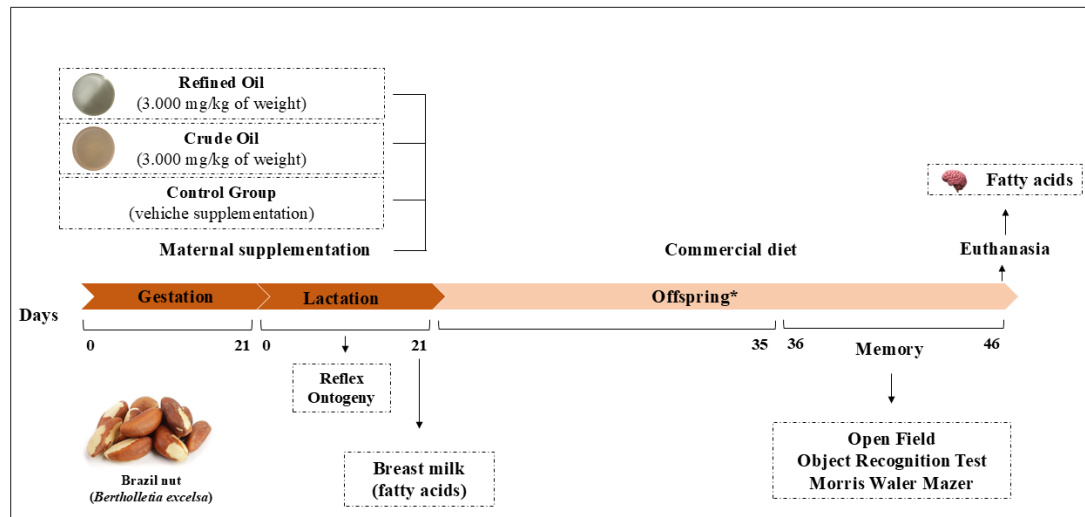 Refined Oil
(3.000 mg/kg of weight)
Crude Oil
(3.000 mg/kg of weight)
Control Group
(vehiche supplementation)
Maternal supplementation
Commercial diet
Fatty acids
Euthanasia
Gestation
Lactation
Offspring*
Days
0
21
0
21
35
36
46
Memory
Reflex
Ontogeny
Breast milk
(fatty acids)
Open Field
Object Recognition Test
Morris Waler Mazer
Brazil nut
(Bertholletia excelsa)